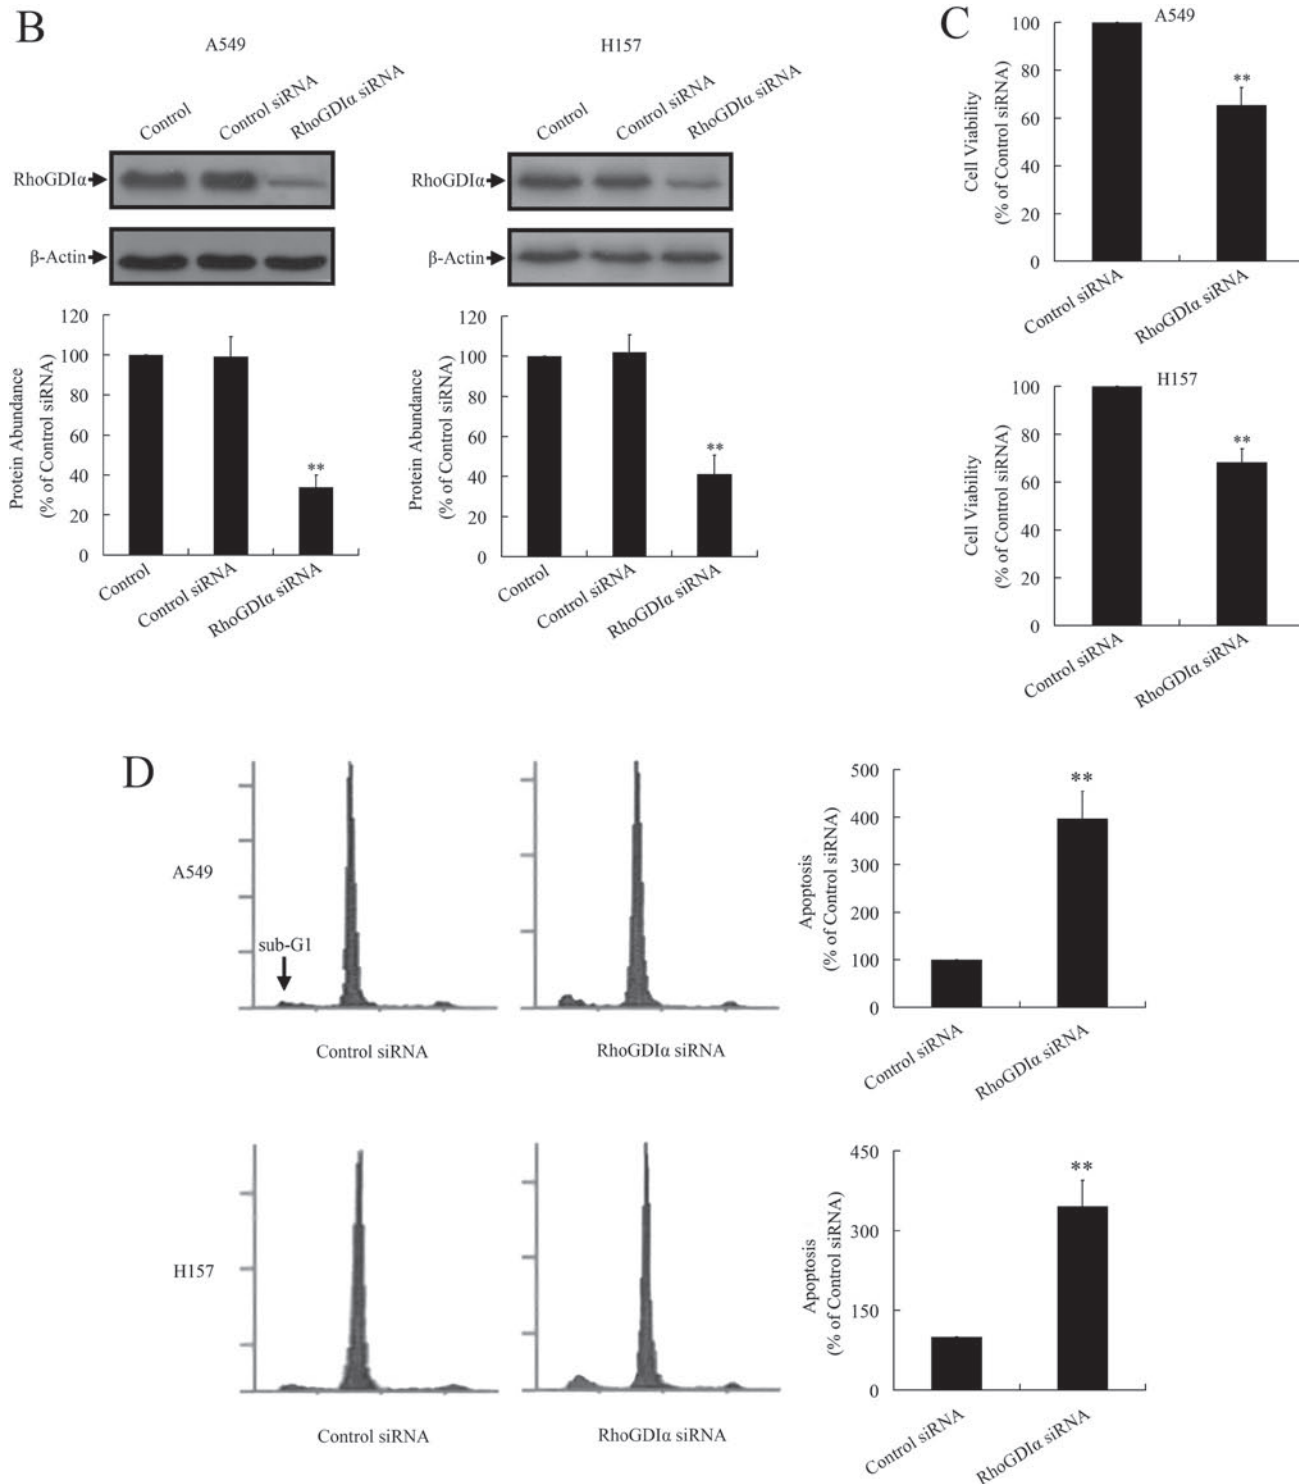 B
A549
H157
Control
Control siRNA
RhoGDIα siRNA
Control
Control siRNA
RhoGDIα siRNA
RhoGDIα
RhoGDIα
β-Actin
β-Actin
120
100
80
60
40
20
0
Protein Abundance
(% of Control siRNA)
**
Control
Control siRNA
RhoGDIα siRNA
120
100
80
60
40
20
0
Protein Abundance
(% of Control siRNA)
**
Control
Control siRNA
RhoGDIα siRNA
C
A549
100
80
60
40
20
0
Cell Viability
(% of Control siRNA)
**
Control siRNA
RhoGDIα siRNA
H157
100
80
60
40
20
0
Cell Viability
(% of Control siRNA)
**
Control siRNA
RhoGDIα siRNA
D
A549
sub-G1
Control siRNA
RhoGDIα siRNA
500
400
300
200
100
0
Apoptosis
(% of Control siRNA)
**
Control siRNA
RhoGDIα siRNA
H157
Control siRNA
RhoGDIα siRNA
450
300
150
0
Apoptosis
(% of Control siRNA)
**
Control siRNA
RhoGDIα siRNA